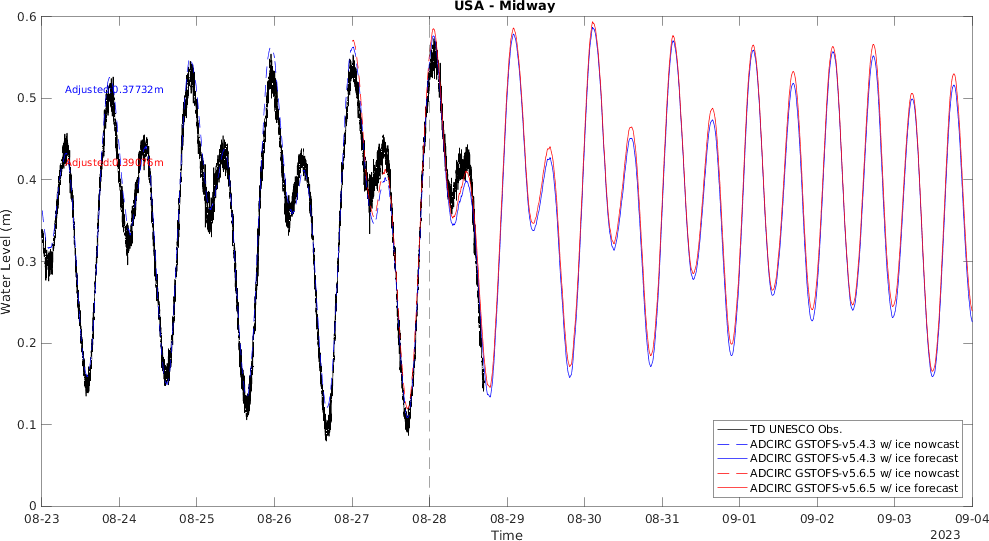 USA - Midway
0.6
0.5
0.4
0.3
0.2
0.1
0
Water Level (m)
Adjusted:0.37732m
08-23
08-24
08-25
08-26
08-27
08-28
08-29
08-30
08-31
09-01
09-02
09-03
09-04
Time
2023
TD UNESCO Obs.
ADCIRC GSTOFS-v5.4.3 w/ ice nowcast
ADCIRC GSTOFS-v5.4.3 w/ ice forecast
ADCIRC GSTOFS-v5.6.5 w/ ice nowcast
ADCIRC GSTOFS-v5.6.5 w/ ice forecast